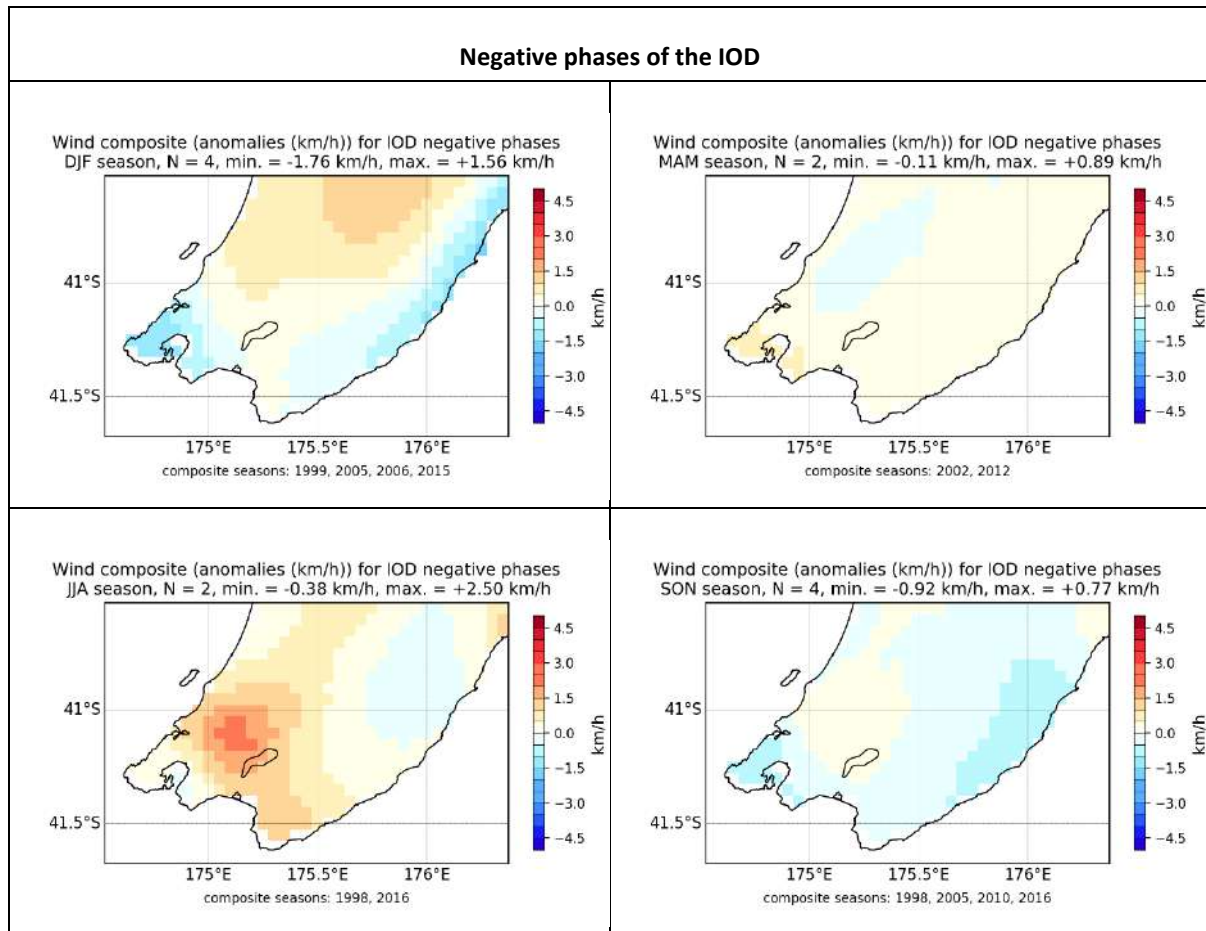 Negative phases of the IOD
Wind composite (anomalies (km/h)) for IOD negative phases
DJF season, N = 4, min. = -1.76 km/h, max. = +1.56 km/h
4.5
3.0
1.5
0.0
−1.5
−3.0
−4.5
km/h
41°S
41.5°S
175°E
175.5°E
176°E
composite seasons: 1999, 2005, 2006, 2015
Wind composite (anomalies (km/h)) for IOD negative phases
MAM season, N = 2, min. = -0.11 km/h, max. = +0.89 km/h
4.5
3.0
1.5
0.0
−1.5
−3.0
−4.5
km/h
41°S
41.5°S
175°E
175.5°E
176°E
composite seasons: 2002, 2012
Wind composite (anomalies (km/h)) for IOD negative phases
JJA season, N = 2, min. = -0.38 km/h, max. = +2.50 km/h
4.5
3.0
1.5
0.0
−1.5
−3.0
−4.5
km/h
41°S
41.5°S
175°E
175.5°E
176°E
composite seasons: 1998, 2016
Wind composite (anomalies (km/h)) for IOD negative phases
SON season, N = 4, min. = -0.92 km/h, max. = +0.77 km/h
4.5
3.0
1.5
0.0
−1.5
−3.0
−4.5
km/h
41°S
41.5°S
175°E
175.5°E
176°E
composite seasons: 1998, 2005, 2010, 2016